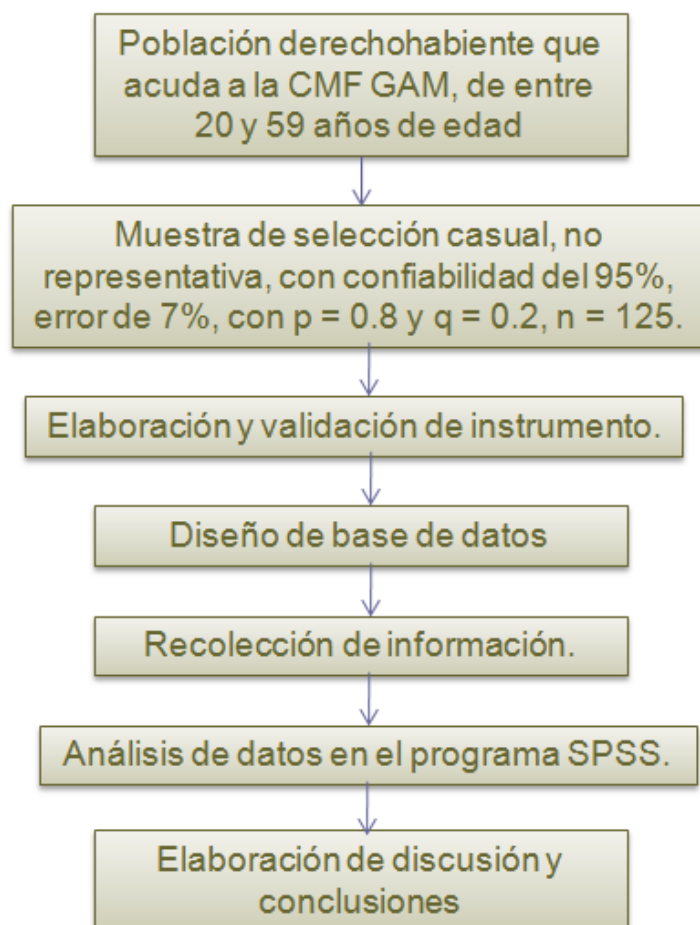 Población derechohabiente que
acuda a la CMF GAM, de entre
20 y 59 años de edad
Muestra de selección casual, no
representativa, con confiabilidad del 95%,
error de 7%, con p = 0.8 y q = 0.2, n = 125.
Elaboración y validación de instrumento.
Diseño de base de datos
Recolección de información.
Análisis de datos en el programa SPSS.
Elaboración de discusión y
conclusiones